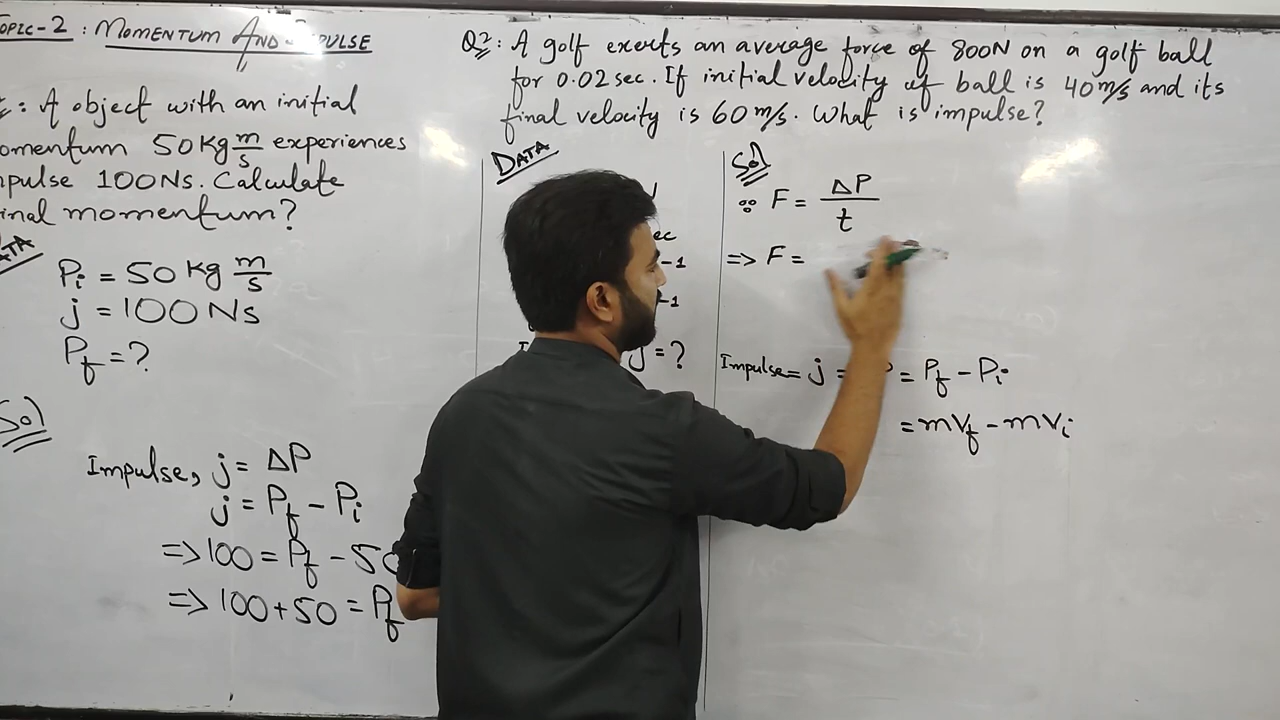 TOPIC-2 : MOMENTUM AND IMPULSE
: A object with an initial
momentum 50 Kg m/s experiences
impulse 100 Ns. Calculate
final momentum?
DATA
Pi = 50 Kg m/s
j = 100 Ns
Pf = ?
Sol
Impulse, j = ΔP
j = Pf - Pi
=> 100 = Pf - 50
=> 100 + 50 = Pf
Q2: A golf exerts an average force of 800N on a golf ball
for 0.02 sec. If initial velocity of ball is 40 m/s and its
final velocity is 60 m/s. What is impulse?
DATA
ec
-1
-1
j = ?
Sol
∵ F = ΔP/t
=> F =
Impulse = j = P = Pf - Pi
= mVf - mVi